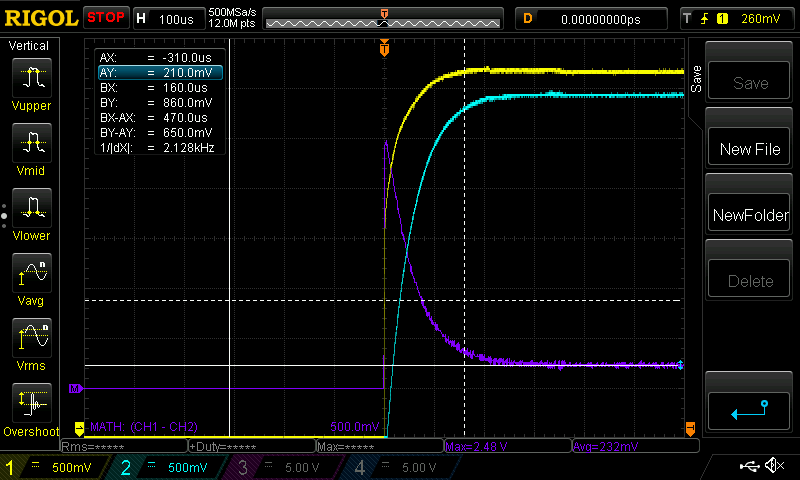 RIGOL STOP H 100us 500MSa/s 12.0M pts D 0.00000000ps T 1 260mV
Vertical
Vupper
Vmid
Vlower
Vavg
Vrms
Overshoot
AX: = -310.0us
AY: = 210.0mV
BX: = 160.0us
BY: = 860.0mV
BX-AX: = 470.0us
BY-AY: = 650.0mV
1/|dX|: = 2.128kHz
T
M
MATH: (CH1 - CH2) 500.0mV
T
Save
Save
New File
NewFolder
Delete
Rms=***** +Duty=***** Max=***** Max=2.48 V Avg=232mV
1 = 500mV 2 = 500mV 3 = 5.00 V 4 = 5.00 V